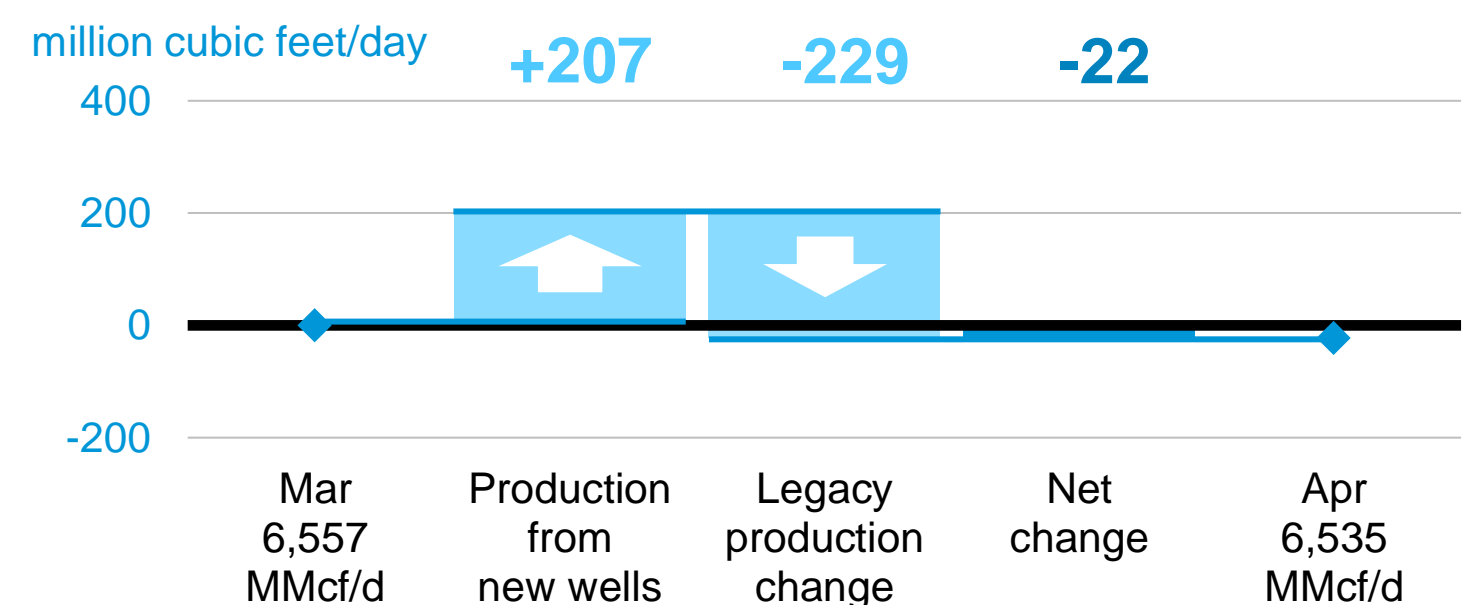 million cubic feet/day
+207 -229 -22
400
200
0
-200
Mar
6,557
MMcf/d
Production
from
new wells
Legacy
production
change
Net
change
Apr
6,535
MMcf/d